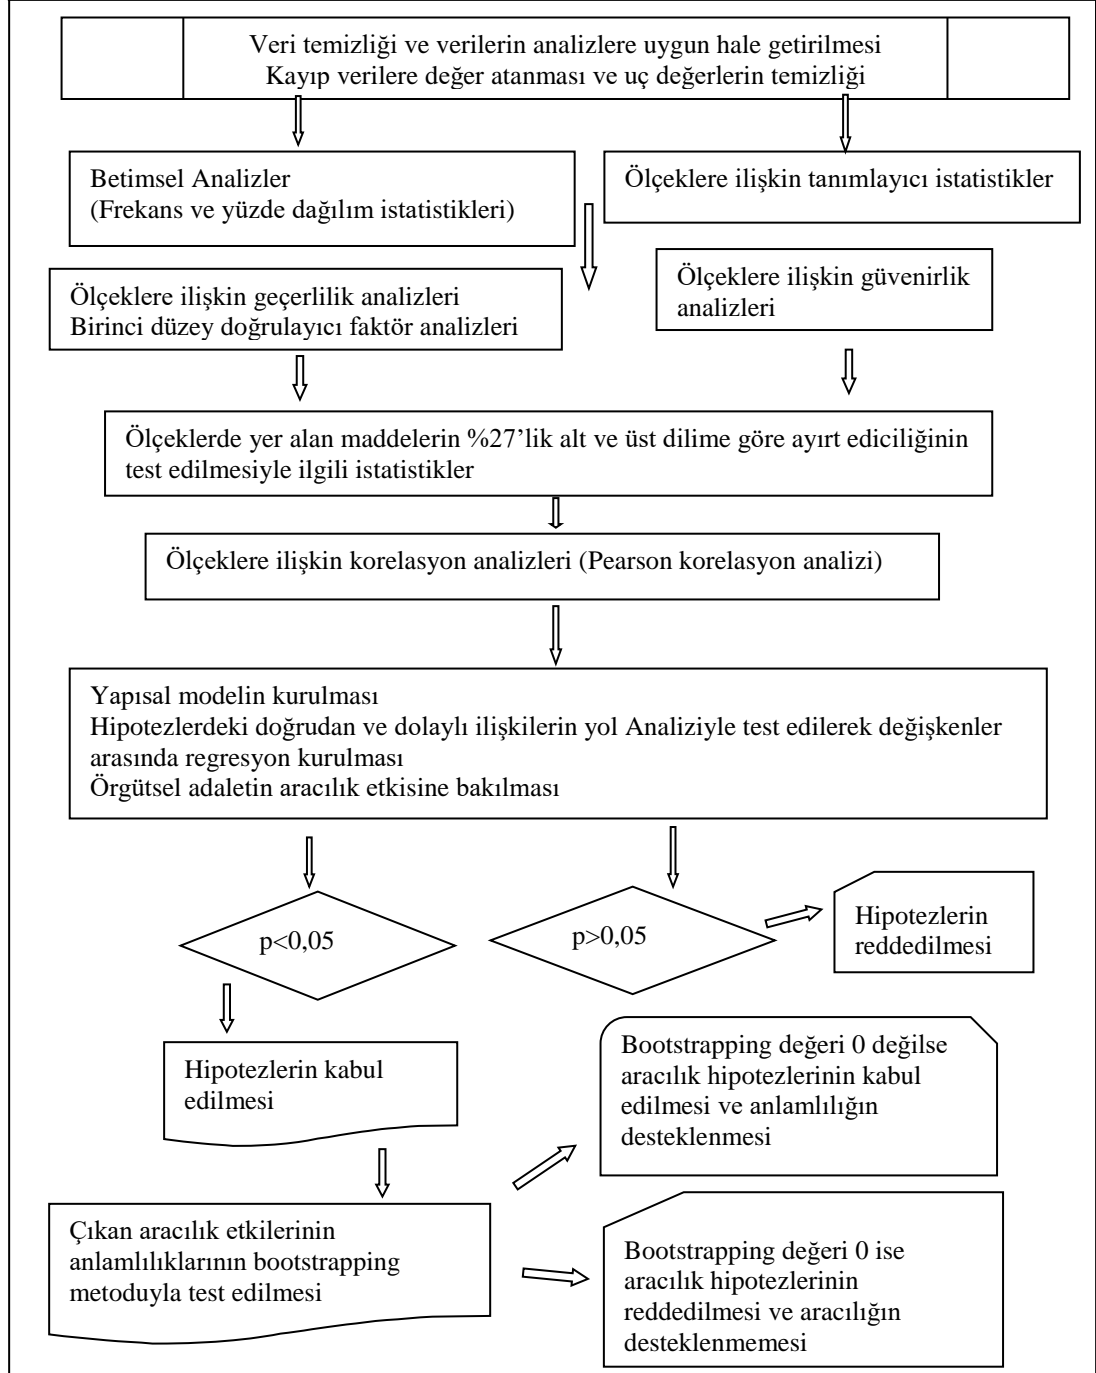 Veri temizliği ve verilerin analizlere uygun hale getirilmesi
Kayıp verilere değer atanması ve uç değerlerin temizliği
Betimsel Analizler
(Frekans ve yüzde dağılım istatistikleri)
Ölçeklere ilişkin tanımlayıcı istatistikler
Ölçeklere ilişkin geçerlilik analizleri
Birinci düzey doğrulayıcı faktör analizleri
Ölçeklere ilişkin güvenirlik
analizleri
Ölçeklerde yer alan maddelerin %27’lik alt ve üst dilime göre ayırt ediciliğinin
test edilmesiyle ilgili istatistikler
Ölçeklere ilişkin korelasyon analizleri (Pearson korelasyon analizi)
Yapısal modelin kurulması
Hipotezlerdeki doğrudan ve dolaylı ilişkilerin yol Analiziyle test edilerek değişkenler
arasında regresyon kurulması
Örgütsel adaletin aracılık etkisine bakılması
p<0,05
p>0,05
Hipotezlerin
reddedilmesi
Hipotezlerin kabul
edilmesi
Bootstrapping değeri 0 değilse
aracılık hipotezlerinin kabul
edilmesi ve anlamlılığın
desteklenmesi
Çıkan aracılık etkilerinin
anlamlılıklarının bootstrapping
metoduyla test edilmesi
Bootstrapping değeri 0 ise
aracılık hipotezlerinin
reddedilmesi ve aracılığın
desteklenmemesi